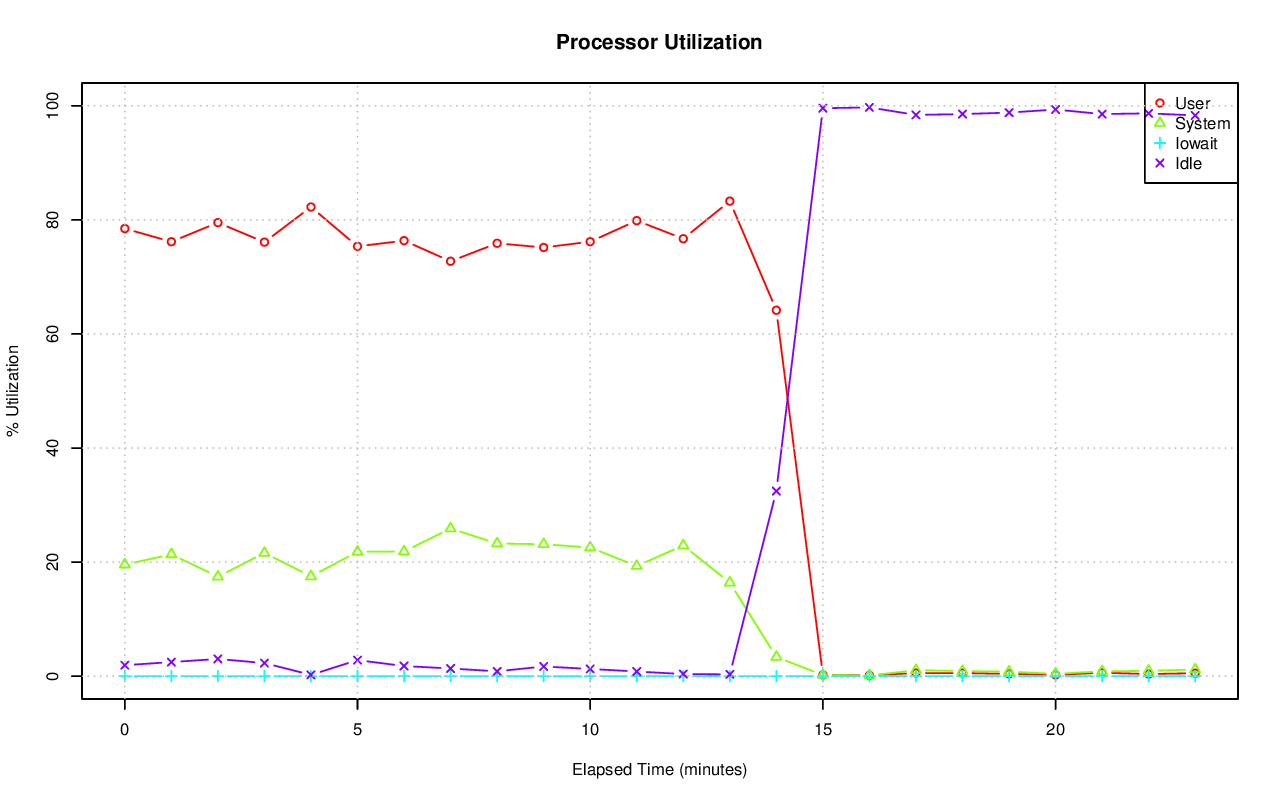 Processor Utilization
% Utilization
100
80
60
40
20
0
User
System
Iowait
Idle
0 5 10 15 20
Elapsed Time (minutes)